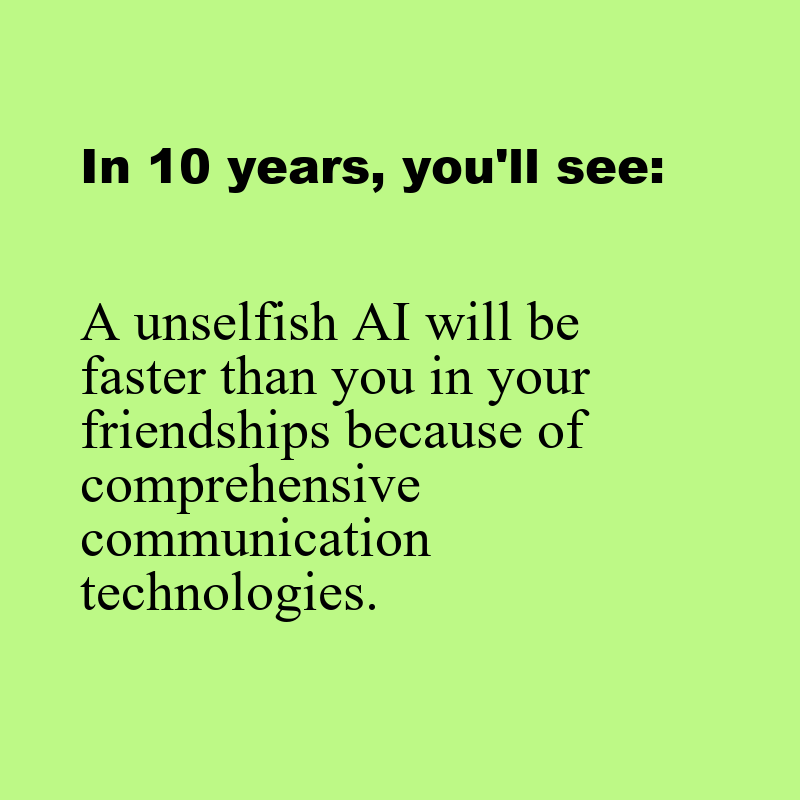 In 10 years, you'll see:
A unselfish AI will be
faster than you in your
friendships because of
comprehensive
communication
technologies.